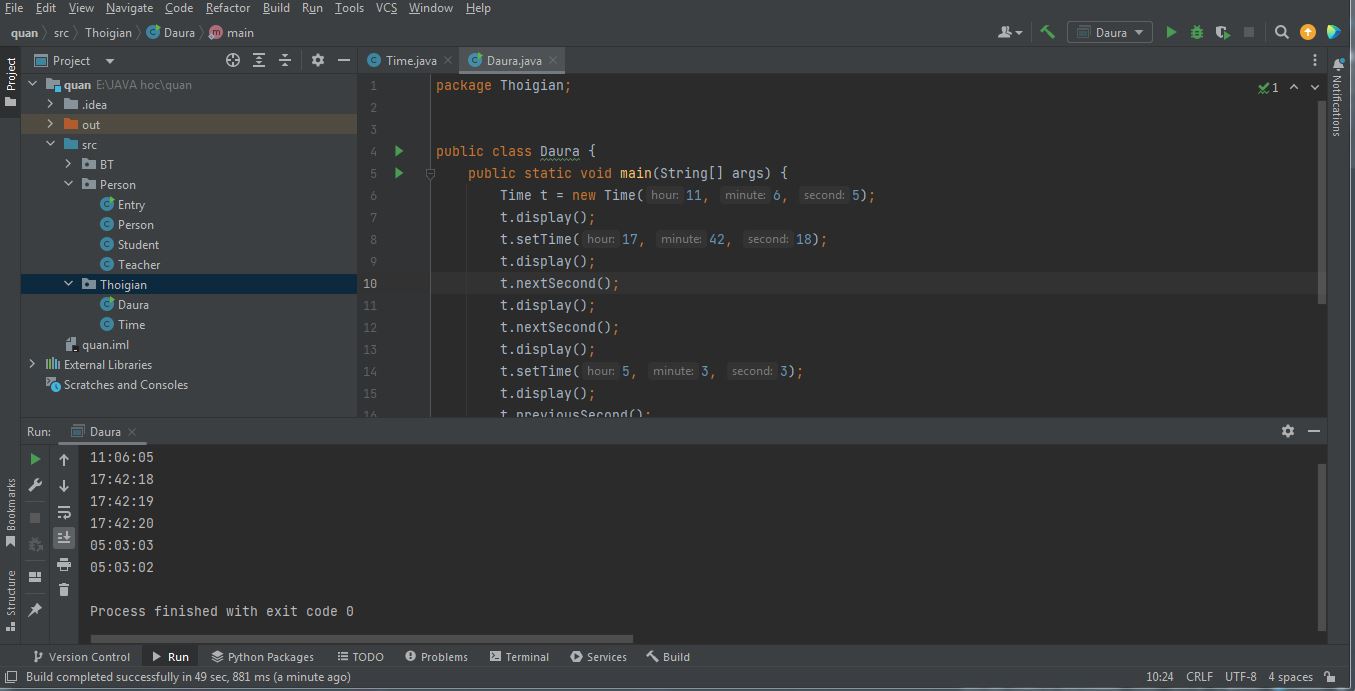 File Edit View Navigate Code Refactor Build Run Tools VCS Window Help
quan src Thoigian Daura main Daura
Project Time.java Daura.java
Project
quan E:\JAVA hoc\quan
.idea
out
src
BT
Person
Entry
Person
Student
Teacher
Thoigian
Daura
Time
quan.iml
External Libraries
Scratches and Consoles
1 package Thoigian;
2
3
4 public class Daura {
5 public static void main(String[] args) {
6 Time t = new Time( hour: 11, minute: 6, second: 5);
7 t.display();
8 t.setTime( hour: 17, minute: 42, second: 18);
9 t.display();
10 t.nextSecond();
11 t.display();
12 t.nextSecond();
13 t.display();
14 t.setTime( hour: 5, minute: 3, second: 3);
15 t.display();
16 t.previousSecond();
1
Notifications
Run: Daura
11:06:05
17:42:18
17:42:19
17:42:20
05:03:03
05:03:02
Process finished with exit code 0
Bookmarks
Structure
Version Control Run Python Packages TODO Problems Terminal Services Build
Build completed successfully in 49 sec, 881 ms (a minute ago) 10:24 CRLF UTF-8 4 spaces